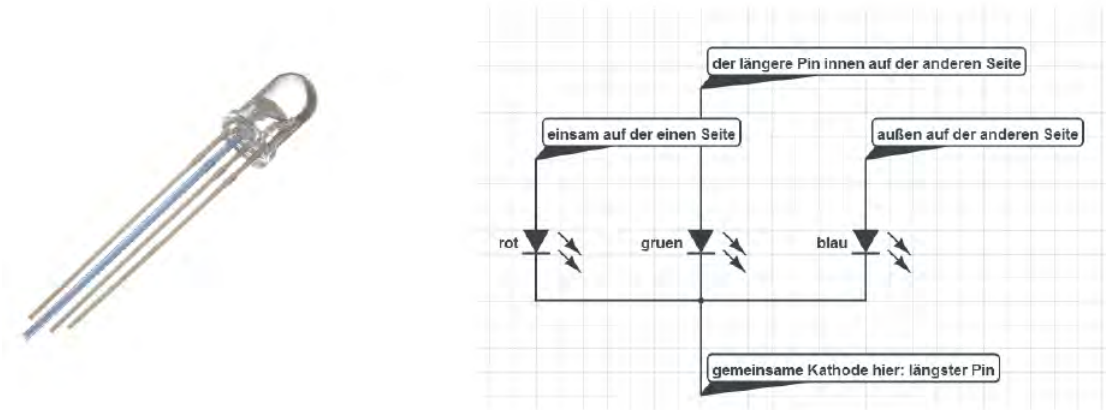 der längere Pin innen auf der anderen Seite
einsam auf der einen Seite
außen auf der anderen Seite
rot
gruen
blau
gemeinsame Kathode hier: längster Pin